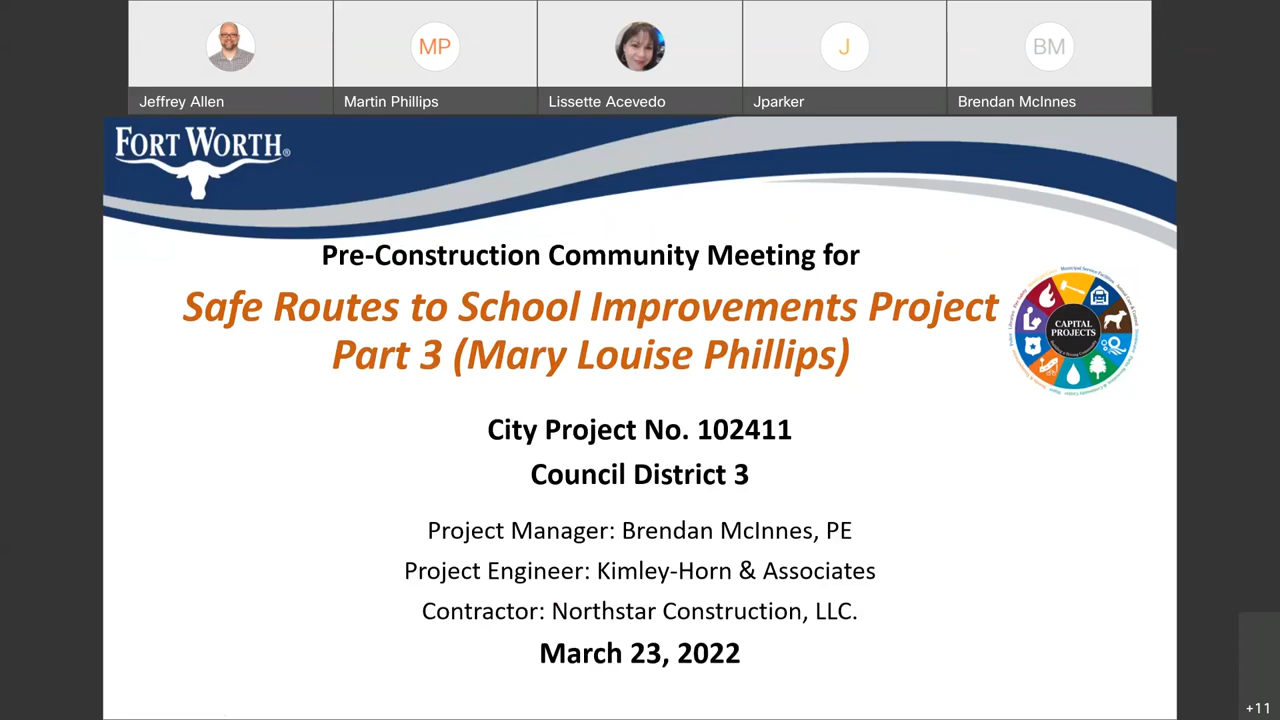 MP
J
BM
Jeffrey Allen
Martin Phillips
Lissette Acevedo
Jparker
Brendan McInnes
FORT WORTH®
Pre-Construction Community Meeting for
Safe Routes to School Improvements Project
Part 3 (Mary Louise Phillips)
CAPITAL
PROJECTS
City Project No. 102411
Council District 3
Project Manager: Brendan McInnes, PE
Project Engineer: Kimley-Horn & Associates
Contractor: Northstar Construction, LLC.
March 23, 2022
+11